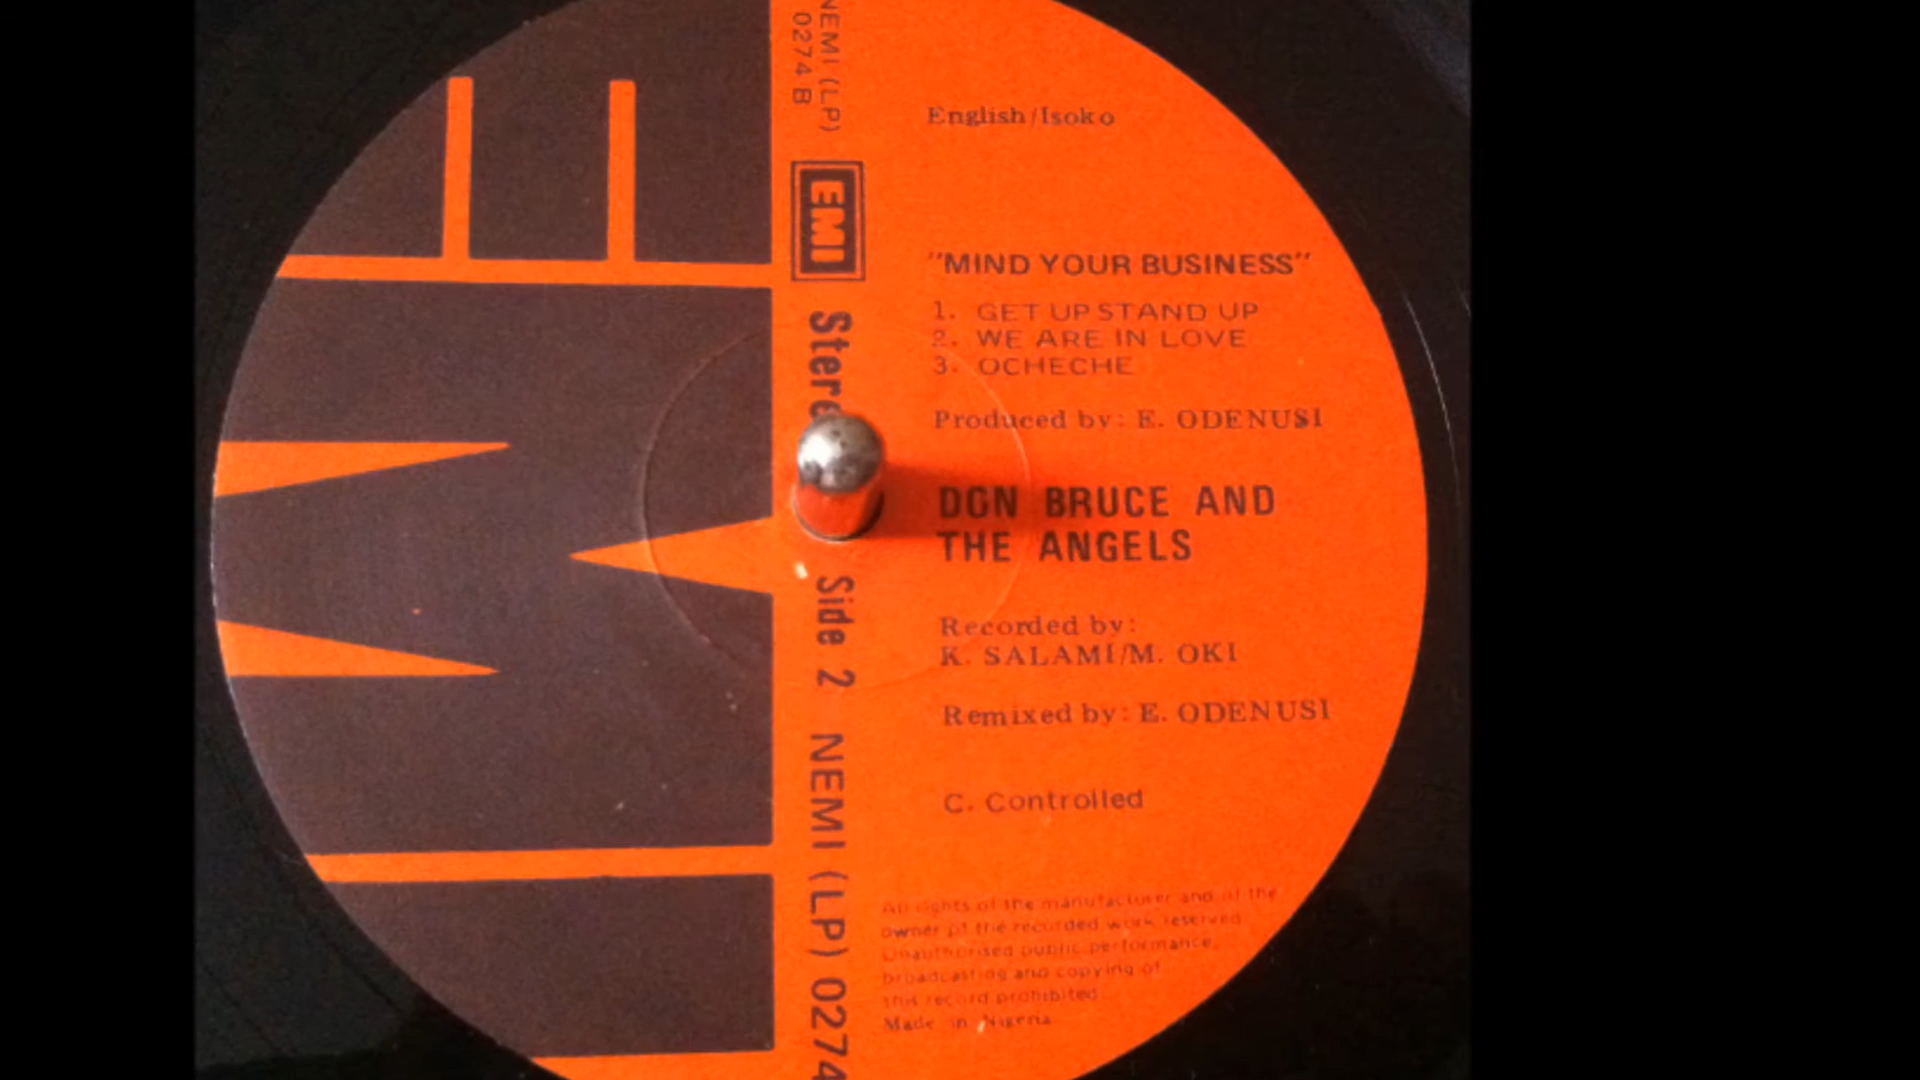 NEMI (LP)
0274 B
EMI
Stereo
Side 2
NEMI (LP) 0274
English/Isoko
"MIND YOUR BUSINESS"
1. GET UP STAND UP
2. WE ARE IN LOVE
3. OCHECHE
Produced by: E. ODENUSI
DON BRUCE AND
THE ANGELS
Recorded by:
K. SALAMI/M. OKI
Remixed by: E. ODENUSI
C. Controlled
All rights of the manufacturer and of the
owner of the recorded work reserved
Unauthorised public performance,
broadcasting and copying of
this record prohibited
Made in Nigeria